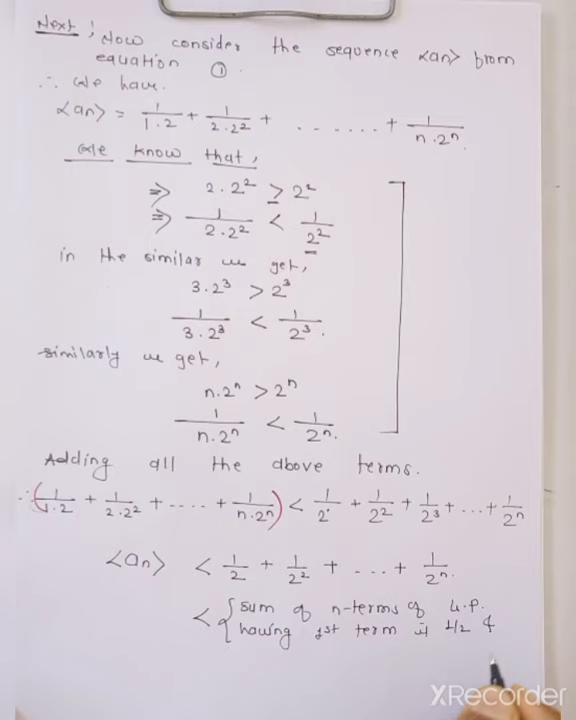 Next; Now consider the sequence <an> from
equation ①
∴ we have.
<an> = 1/1.2 + 1/2.2² + ....... + 1/n.2ⁿ.
we know that,
⇒ 2.2² > 2²
⇒ 1/2.2² < 1/2²
in the similar we get,
3.2³ > 2³
1/3.2³ < 1/2³.
similarly we get,
n.2ⁿ > 2ⁿ
1/n.2ⁿ < 1/2ⁿ.
Adding all the above terms.
∴ (1/1.2 + 1/2.2² + .... + 1/n.2ⁿ) < 1/2 + 1/2² + 1/2³ + ... + 1/2ⁿ
<an> < 1/2 + 1/2² + ... + 1/2ⁿ.
< { sum of n-terms of G.P.
having 1st term is 1/2 &
XRecorder